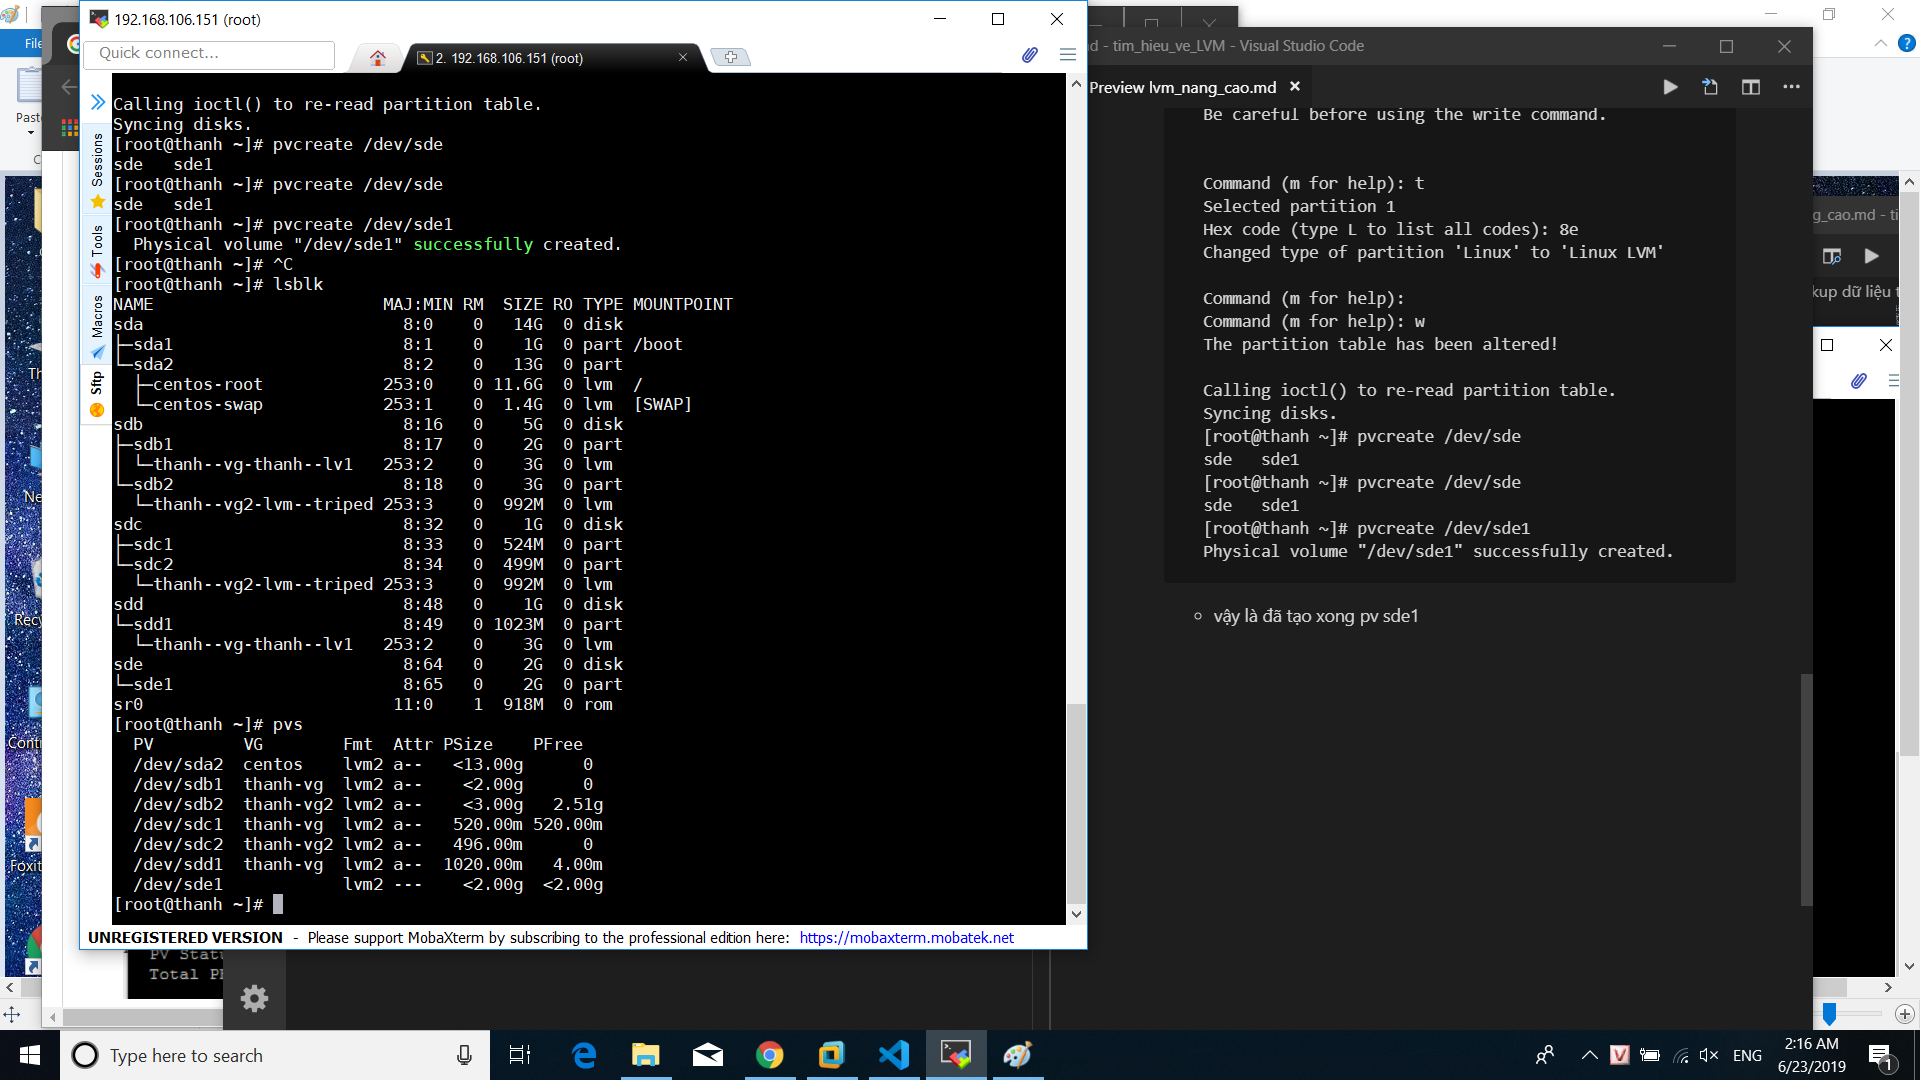 192.168.106.151 (root)
Quick connect...
2. 192.168.106.151 (root)
Sessions
Tools
Macros
Sftp
Calling ioctl() to re-read partition table.
Syncing disks.
[root@thanh ~]# pvcreate /dev/sde
sde   sde1
[root@thanh ~]# pvcreate /dev/sde
sde   sde1
[root@thanh ~]# pvcreate /dev/sde1
  Physical volume "/dev/sde1" successfully created.
[root@thanh ~]# ^C
[root@thanh ~]# lsblk
NAME                       MAJ:MIN RM  SIZE RO TYPE MOUNTPOINT
sda                          8:0    0   14G  0 disk
├─sda1                       8:1    0    1G  0 part /boot
└─sda2                       8:2    0   13G  0 part
  ├─centos-root            253:0    0 11.6G  0 lvm  /
  └─centos-swap            253:1    0  1.4G  0 lvm  [SWAP]
sdb                          8:16   0    5G  0 disk
├─sdb1                       8:17   0    2G  0 part
│ └─thanh--vg-thanh--lv1   253:2    0    3G  0 lvm
└─sdb2                       8:18   0    3G  0 part
  └─thanh--vg2-lvm--triped 253:3    0  992M  0 lvm
sdc                          8:32   0    1G  0 disk
├─sdc1                       8:33   0  524M  0 part
└─sdc2                       8:34   0  499M  0 part
  └─thanh--vg2-lvm--triped 253:3    0  992M  0 lvm
sdd                          8:48   0    1G  0 disk
└─sdd1                       8:49   0 1023M  0 part
  └─thanh--vg-thanh--lv1   253:2    0    3G  0 lvm
sde                          8:64   0    2G  0 disk
└─sde1                       8:65   0    2G  0 part
sr0                         11:0    1  918M  0 rom
[root@thanh ~]# pvs
  PV         VG        Fmt  Attr PSize    PFree
  /dev/sda2  centos    lvm2 a--   <13.00g      0
  /dev/sdb1  thanh-vg  lvm2 a--    <2.00g      0
  /dev/sdb2  thanh-vg2 lvm2 a--    <3.00g   2.51g
  /dev/sdc1  thanh-vg  lvm2 a--   520.00m 520.00m
  /dev/sdc2  thanh-vg2 lvm2 a--   496.00m      0
  /dev/sdd1  thanh-vg  lvm2 a--  1020.00m   4.00m
  /dev/sde1            lvm2 ---    <2.00g  <2.00g
[root@thanh ~]#
UNREGISTERED VERSION - Please support MobaXterm by subscribing to the professional edition here: https://mobaxterm.mobatek.net
- tim_hieu_ve_LVM - Visual Studio Code
Preview lvm_nang_cao.md
Be careful before using the write command.
Command (m for help): t
Selected partition 1
Hex code (type L to list all codes): 8e
Changed type of partition 'Linux' to 'Linux LVM'
Command (m for help):
Command (m for help): w
The partition table has been altered!
Calling ioctl() to re-read partition table.
Syncing disks.
[root@thanh ~]# pvcreate /dev/sde
sde   sde1
[root@thanh ~]# pvcreate /dev/sde
sde   sde1
[root@thanh ~]# pvcreate /dev/sde1
Physical volume "/dev/sde1" successfully created.
vậy là đã tạo xong pv sde1
g_cao.md - ti
kup dữ liệu t
Past
PV Statu
Type here to search
ENG
2:16 AM
6/23/2019
1